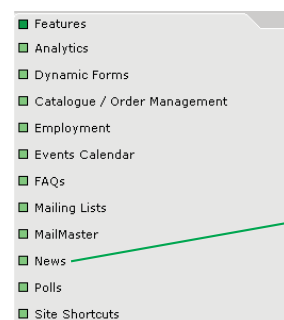 Features
Analytics
Dynamic Forms
Catalogue / Order Management
Employment
Events Calendar
FAQs
Mailing Lists
MailMaster
News
Polls
Site Shortcuts